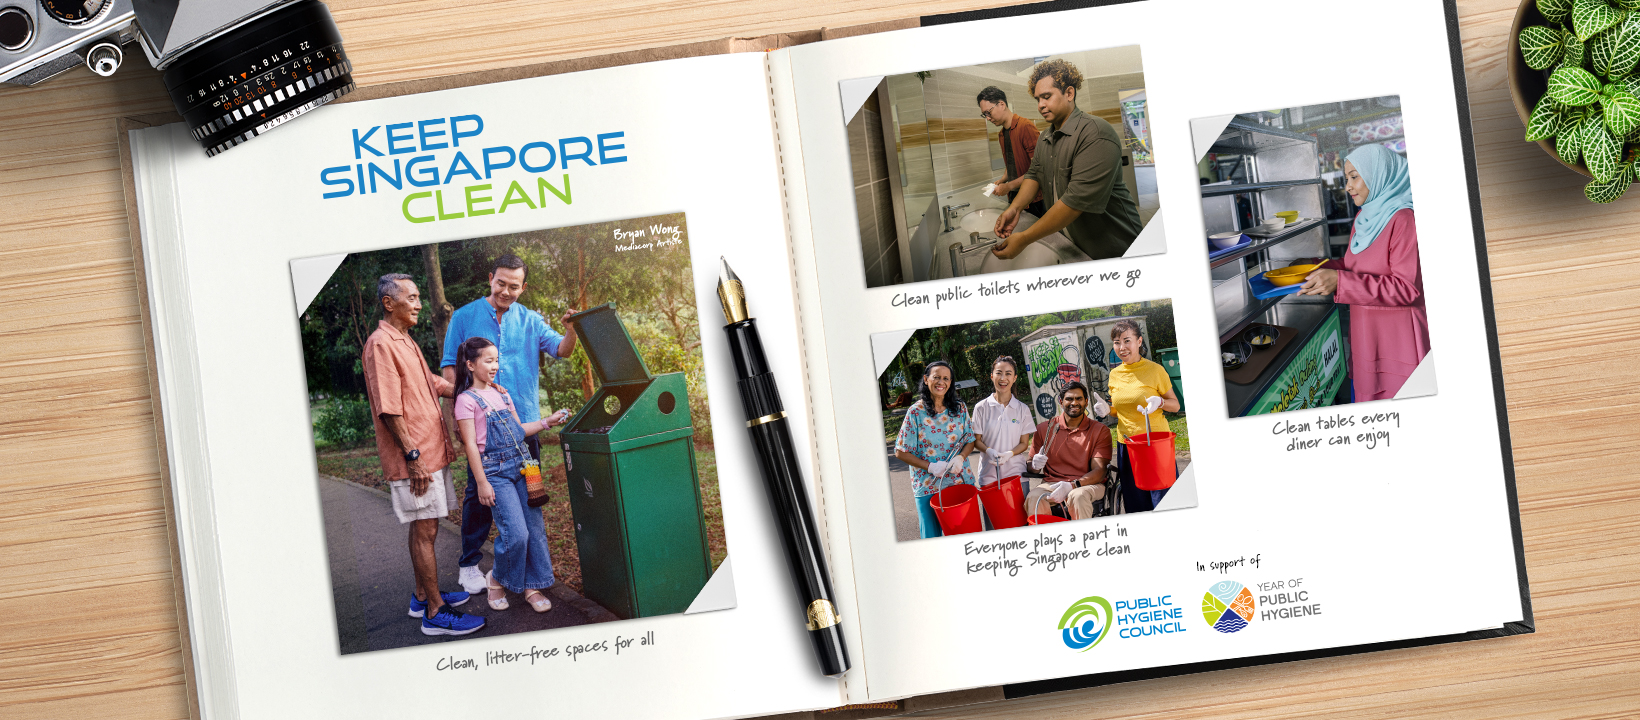 KEEP
SINGAPORE
CLEAN
Bryan Wong
Mediacorp Artiste
Clean, litter-free spaces for all
Clean public toilets wherever we go
Everyone plays a part in
keeping Singapore clean
Clean tables every
diner can enjoy
HALAL
In support of
PUBLIC
HYGIENE
COUNCIL
YEAR OF
PUBLIC
HYGIENE